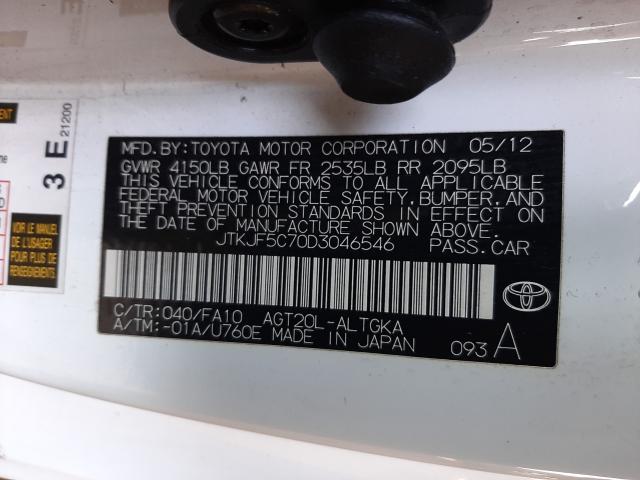 MFD. BY: TOYOTA MOTOR CORPORATION 05/12
GVWR 4150LB GAWR FR 2535LB RR 2095LB
THIS VEHICLE CONFORMS TO ALL APPLICABLE
FEDERAL MOTOR VEHICLE SAFETY, BUMPER, AND
THEFT PREVENTION STANDARDS IN EFFECT ON
THE DATE OF MANUFACTURE SHOWN ABOVE.
JTKJF5C70D3046546 PASS.CAR
C/TR: 040/FA10 AGT20L-ALTGKA
A/TM: -01A/U760E MADE IN JAPAN
093 A
3 E
21200
VOIR LE
MANUEL
DE L'USAGER
POUR PLUS DE